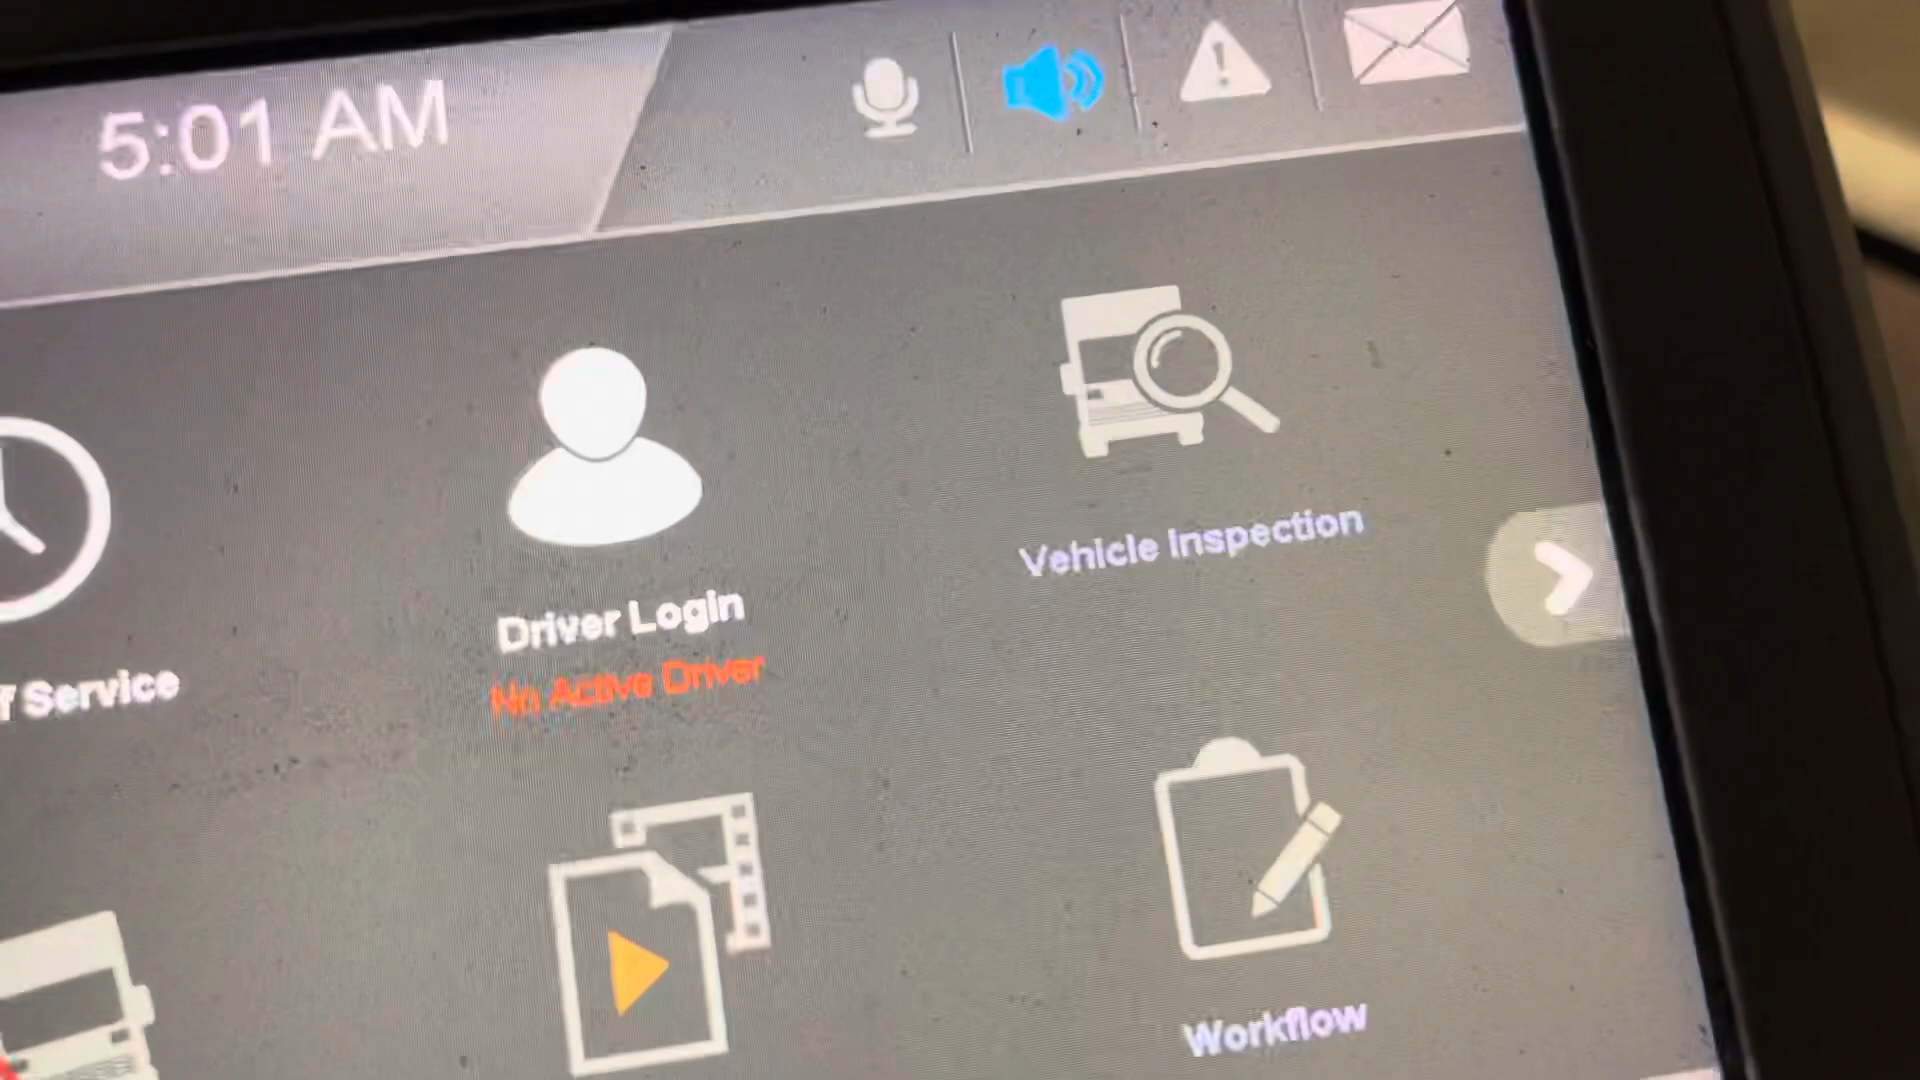 5:01 AM
Vehicle Inspection
Driver Login
No Active Driver
Service
Workflow